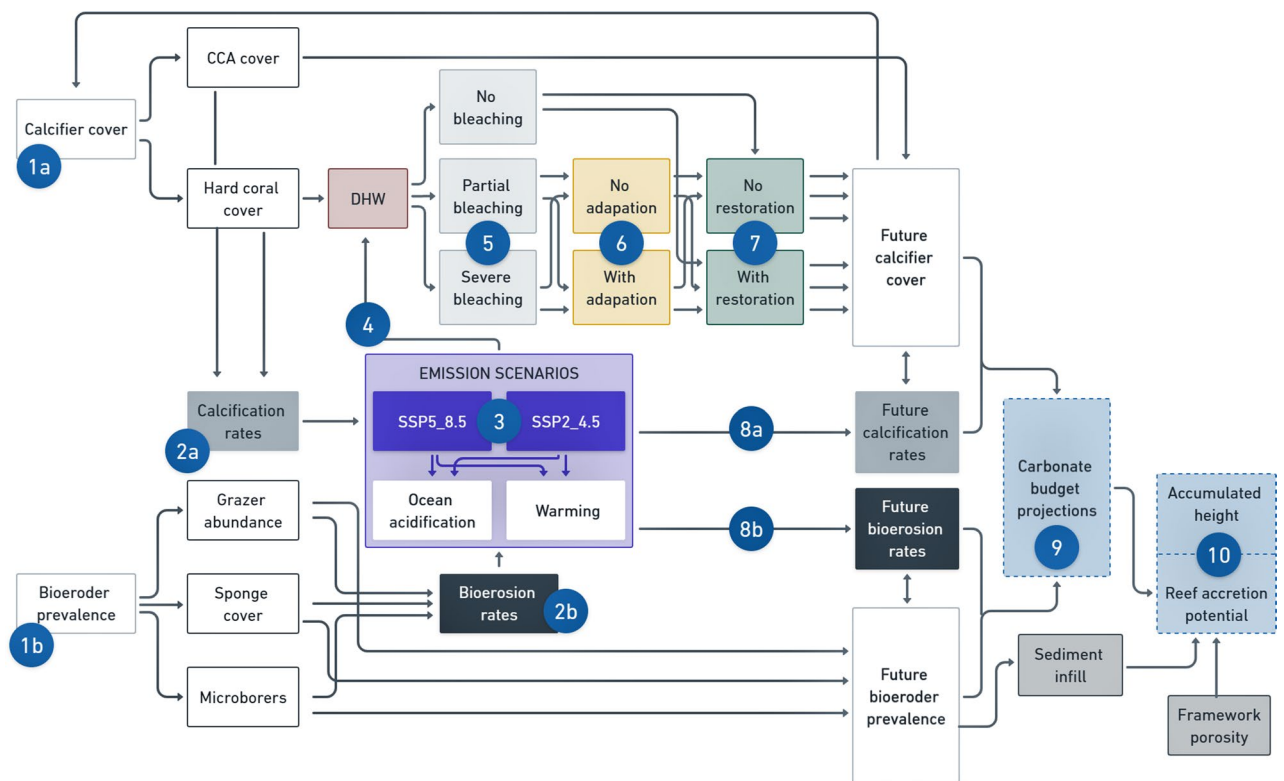 CCA cover
Calcifier cover
1a
Hard coral
cover
DHW
No
bleaching
Partial
bleaching
5
Severe
bleaching
No
adapation
6
With
adapation
No
restoration
7
With
restoration
Future
calcifier
cover
4
EMISSION SCENARIOS
SSP5_8.5
3
SSP2_4.5
Ocean
acidification
Warming
Calcification
rates
2a
8a
Future
calcification
rates
Grazer
abundance
8b
Future
bioerosion
rates
Carbonate
budget
projections
9
Accumulated
height
10
Reef accretion
potential
Bioeroder
prevalence
1b
Sponge
cover
Bioerosion
rates
2b
Microborers
Future
bioeroder
prevalence
Sediment
infill
Framework
porosity